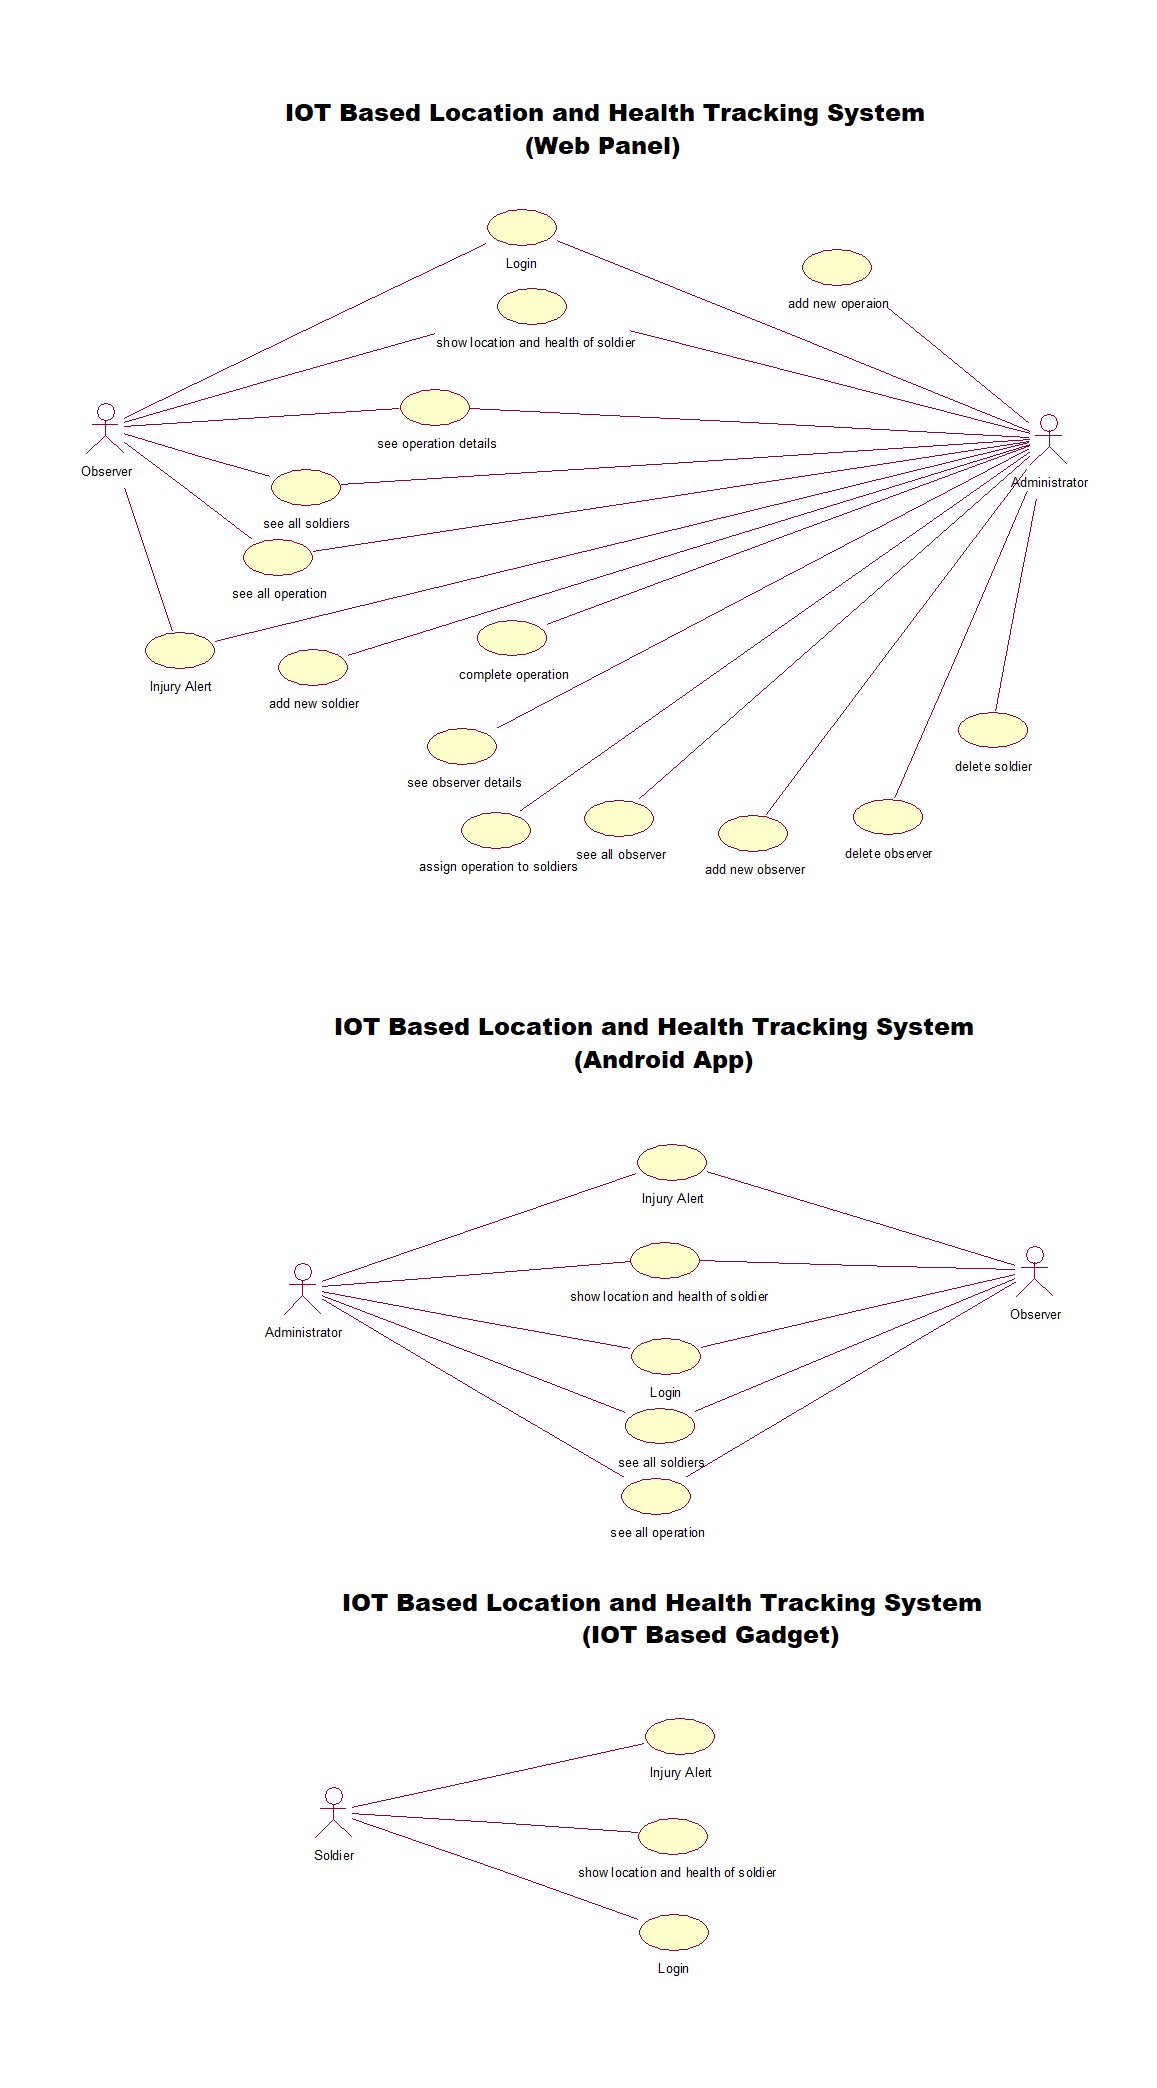 IOT Based Location and Health Tracking System
(Web Panel)
Login
add new operaion
show location and health of soldier
see operation details
Observer
Administrator
see all soldiers
see all operation
Injury Alert
add new soldier
complete operation
see observer details
delete soldier
assign operation to soldiers
see all observer
add new observer
delete observer
IOT Based Location and Health Tracking System
(Android App)
Injury Alert
show location and health of soldier
Administrator
Observer
Login
see all soldiers
see all operation
IOT Based Location and Health Tracking System
(IOT Based Gadget)
Injury Alert
Soldier
show location and health of soldier
Login